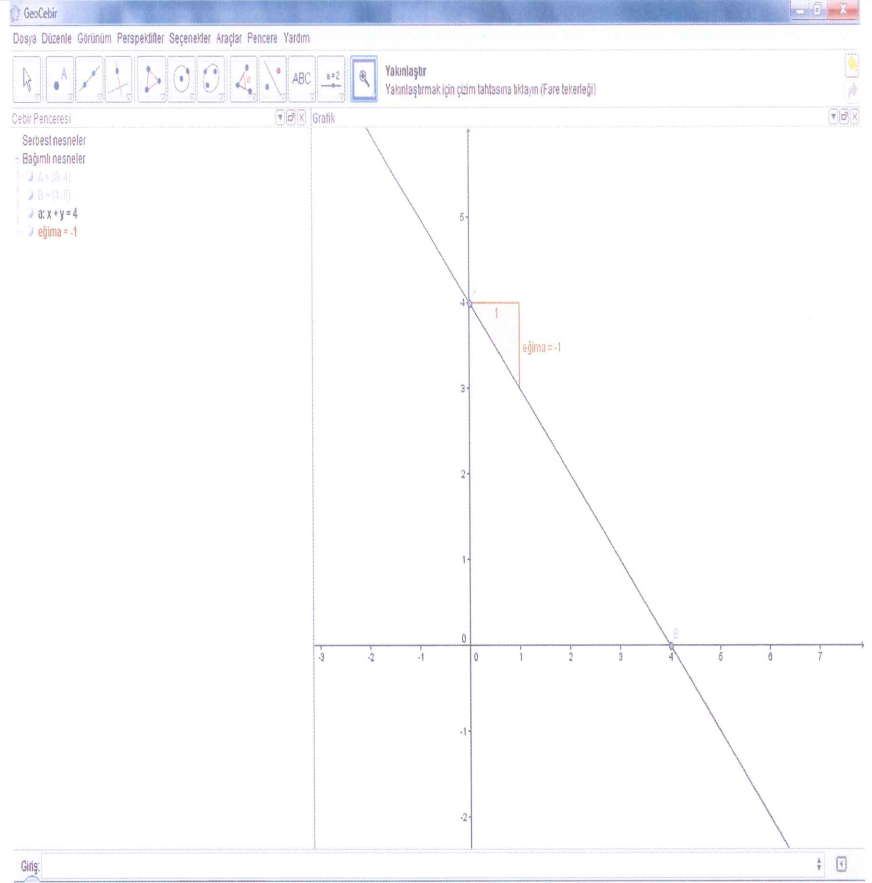 GeoCebir
Dosya Düzenle Görünüm Perspektifler Seçenekler Araçlar Pencere Yardım
A
ABC
a=2
Yakınlaştır
Yakınlaştırmak için çizim tahtasına tıklayın (Fare tekerleği)
Cebir Penceresi
Grafik
Serbest nesneler
Bağımlı nesneler
A = (0, 4)
B = (4, 0)
a: x + y = 4
eğima = -1
5
4
1
eğima = -1
3
2
1
0
-3 -2 -1 0 1 2 3 4 5 6 7
B
-1
-2
Giriş: